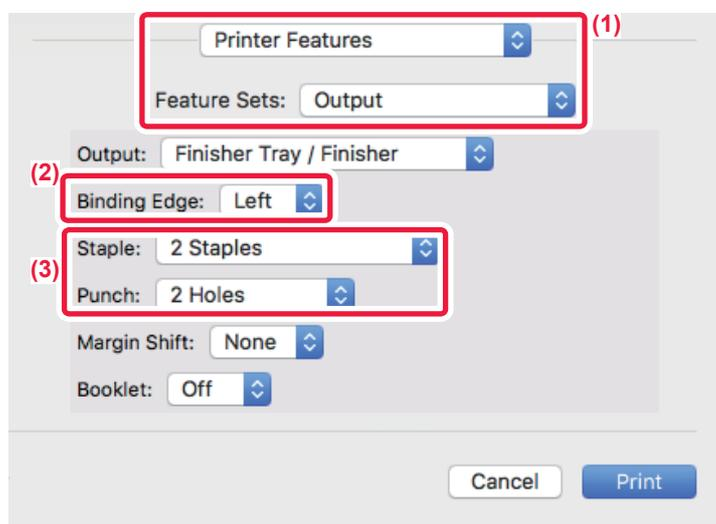 (1)
Printer Features
Feature Sets: Output
Output: Finisher Tray / Finisher
(2)
Binding Edge: Left
Staple: 2 Staples
(3)
Punch: 2 Holes
Margin Shift: None
Booklet: Off
Cancel Print